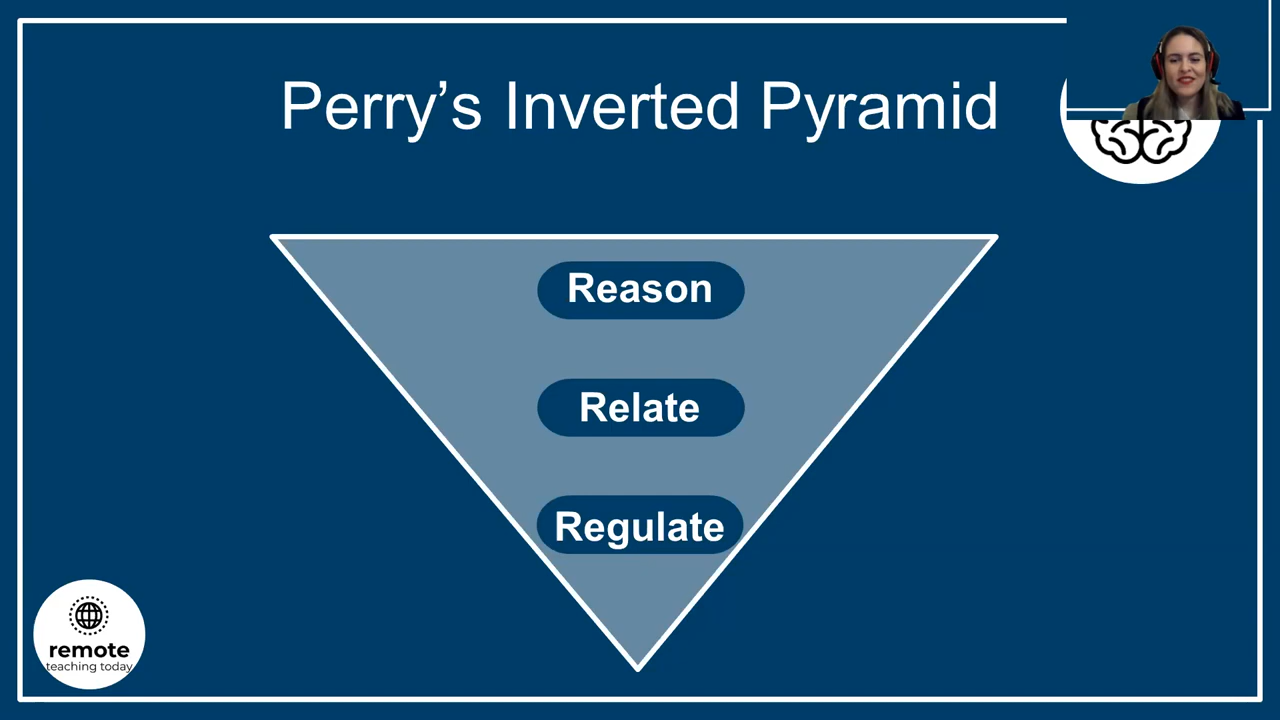 Perry’s Inverted Pyramid
Reason
Relate
Regulate
remote
teaching today